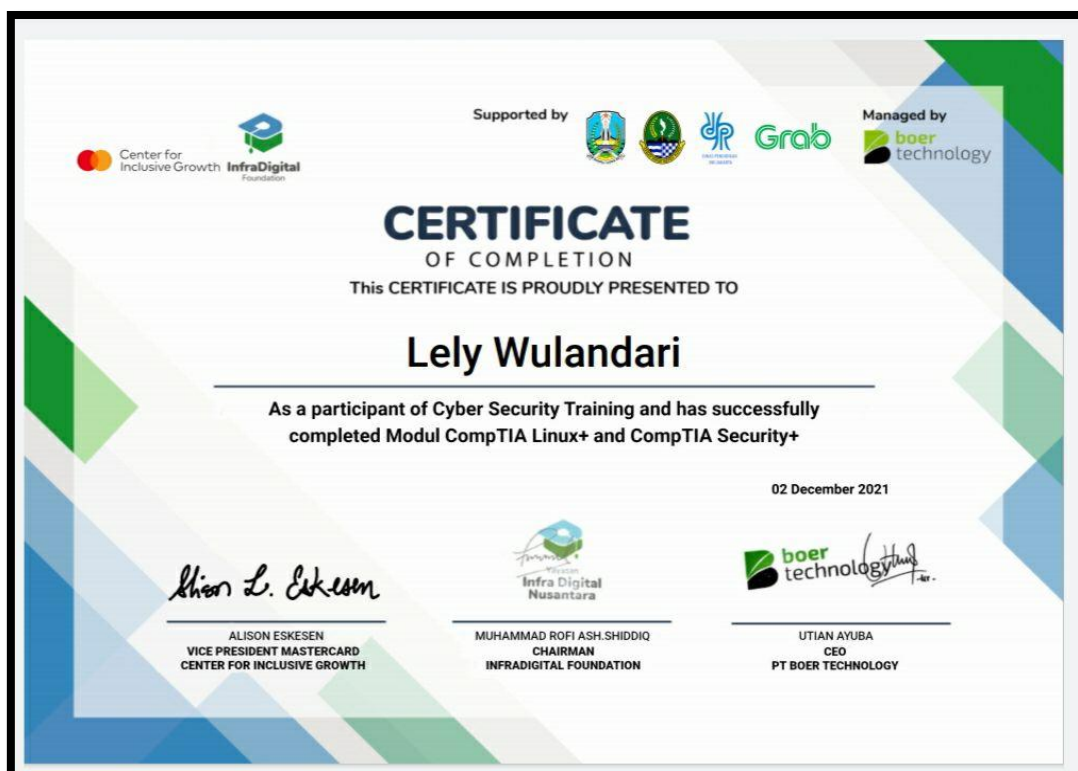 Center for
Inclusive Growth
InfraDigital
Foundation
Supported by
Grab
Managed by
boer
technology
CERTIFICATE
OF COMPLETION
This CERTIFICATE IS PROUDLY PRESENTED TO
Lely Wulandari
As a participant of Cyber Security Training and has successfully
completed Modul CompTIA Linux+ and CompTIA Security+
02 December 2021
Alison L. Eskesen
Yayasan
Infra Digital
Nusantara
boer
technology
ALISON ESKESEN
VICE PRESIDENT MASTERCARD
CENTER FOR INCLUSIVE GROWTH
MUHAMMAD ROFI ASH.SHIDDIQ
CHAIRMAN
INFRADIGITAL FOUNDATION
UTIAN AYUBA
CEO
PT BOER TECHNOLOGY